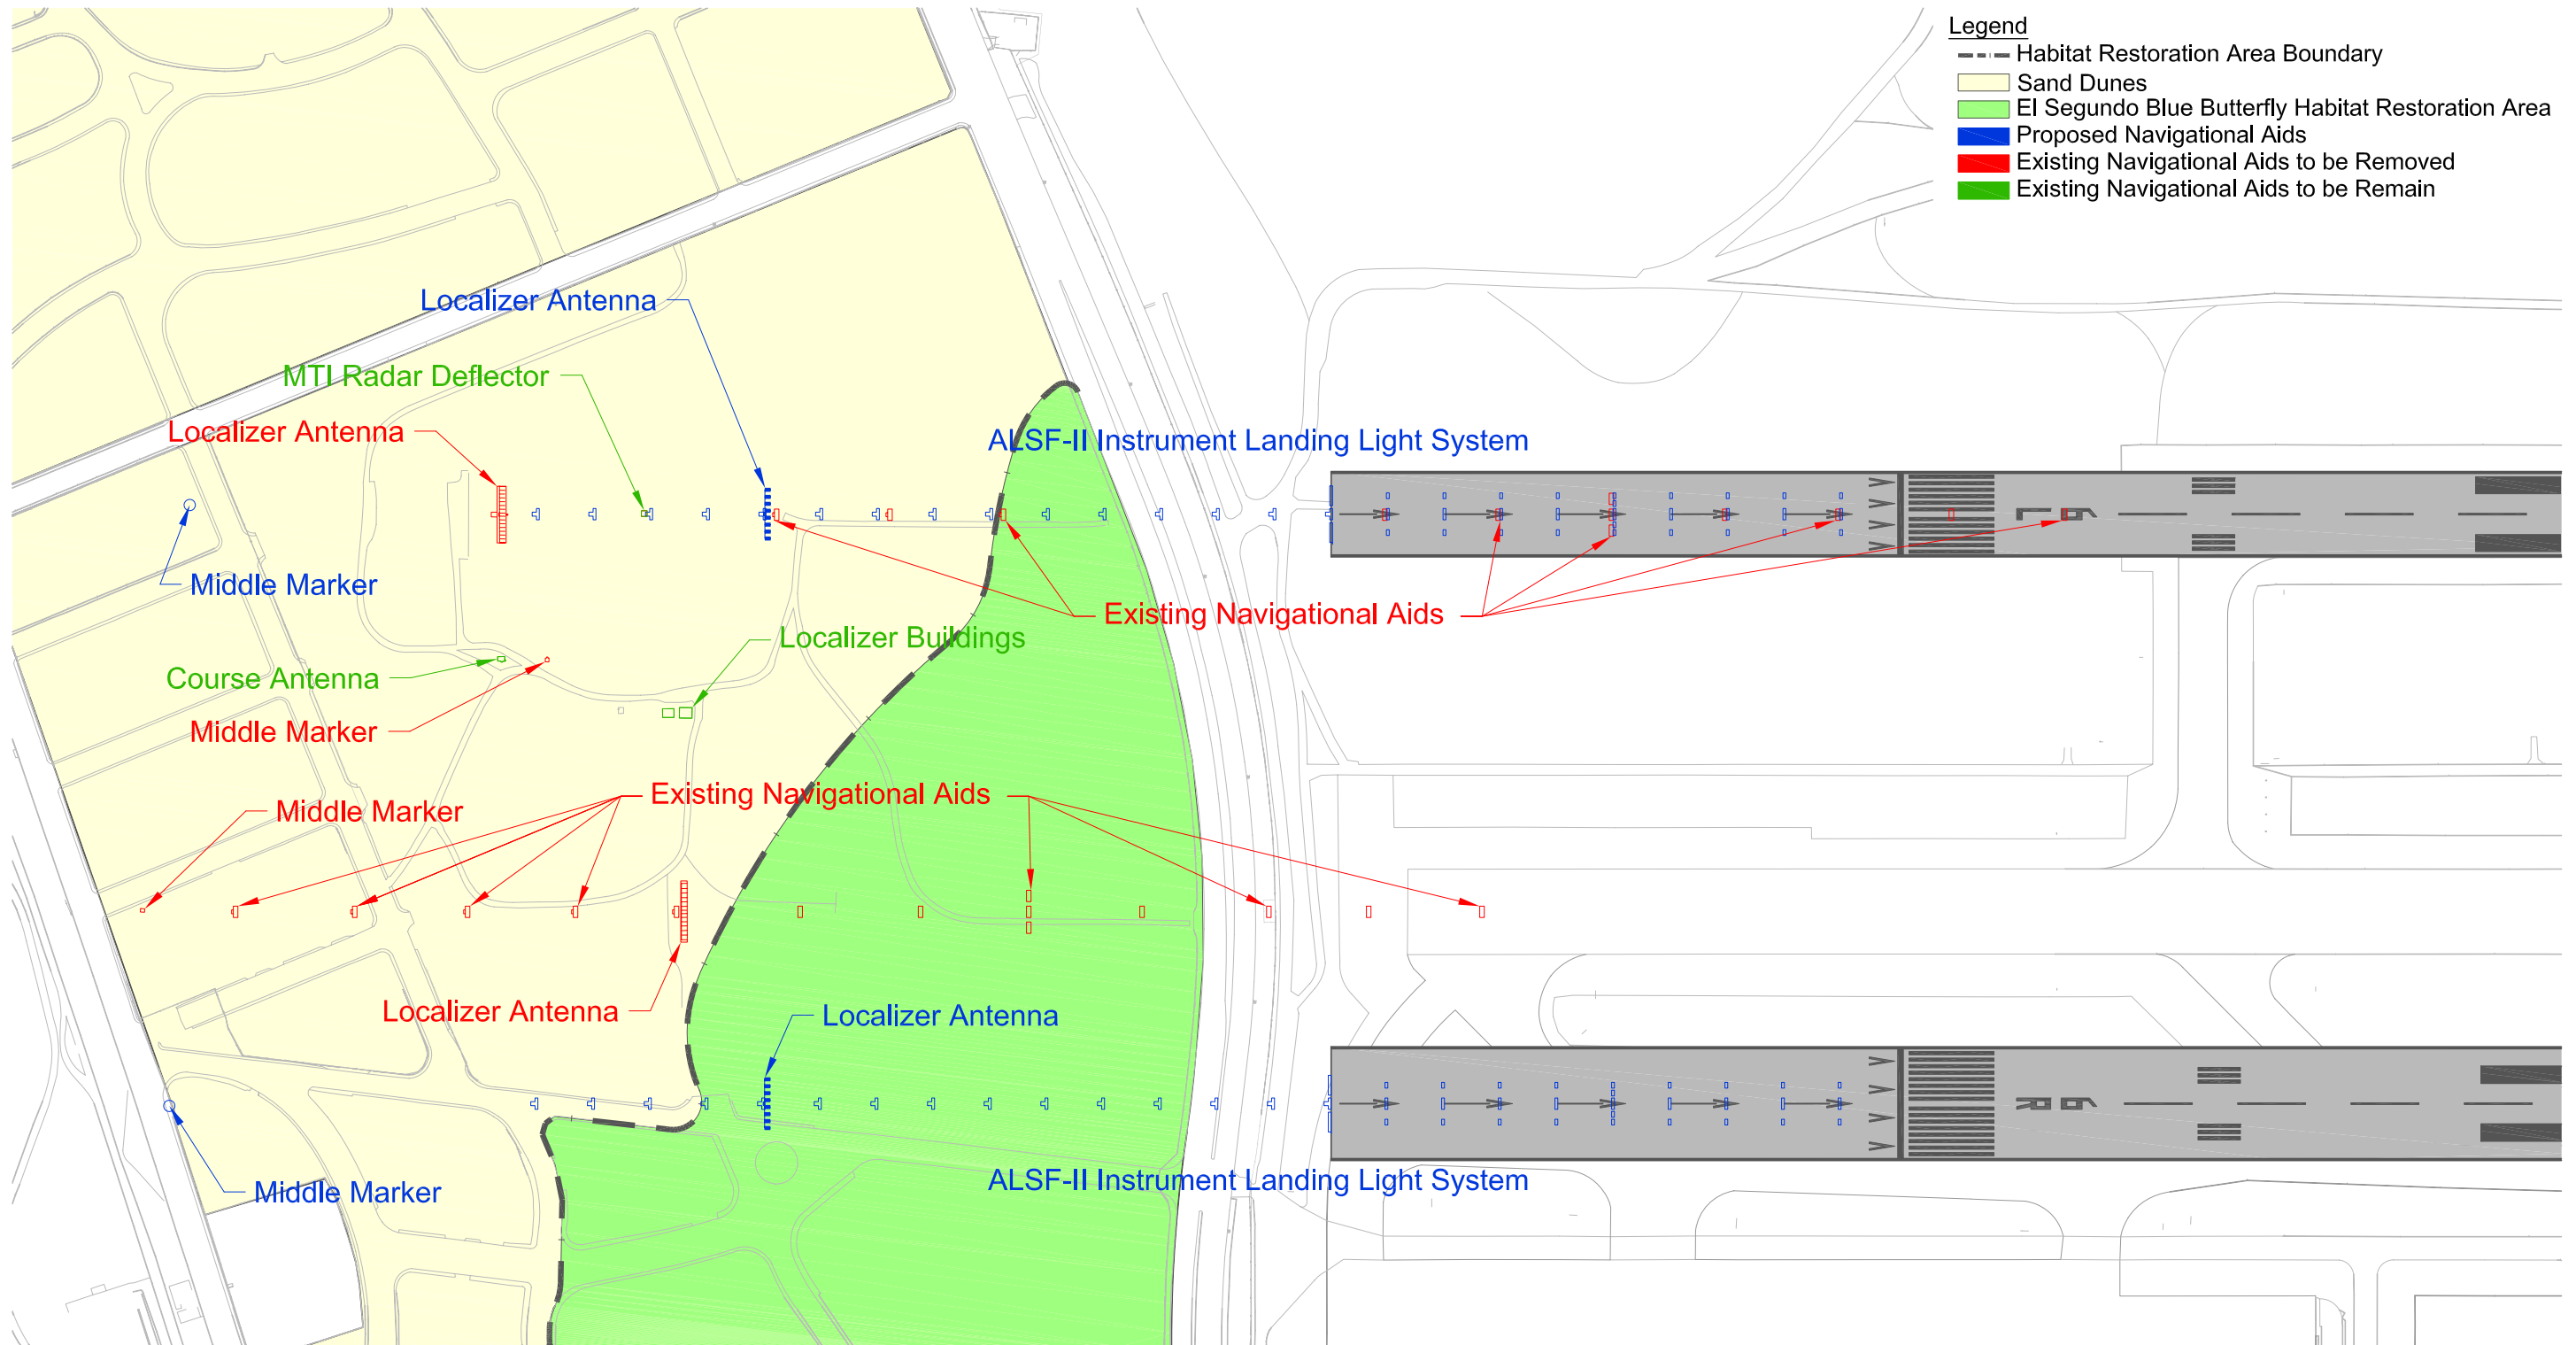 Legend
Habitat Restoration Area Boundary
Sand Dunes
El Segundo Blue Butterfly Habitat Restoration Area
Proposed Navigational Aids
Existing Navigational Aids to be Removed
Existing Navigational Aids to be Remain
Localizer Antenna
MTI Radar Deflector
Localizer Antenna
ALSF-II Instrument Landing Light System
6L
Middle Marker
Existing Navigational Aids
Localizer Buildings
Course Antenna
Middle Marker
Existing Navigational Aids
Middle Marker
Localizer Antenna
Localizer Antenna
6R
ALSF-II Instrument Landing Light System
Middle Marker